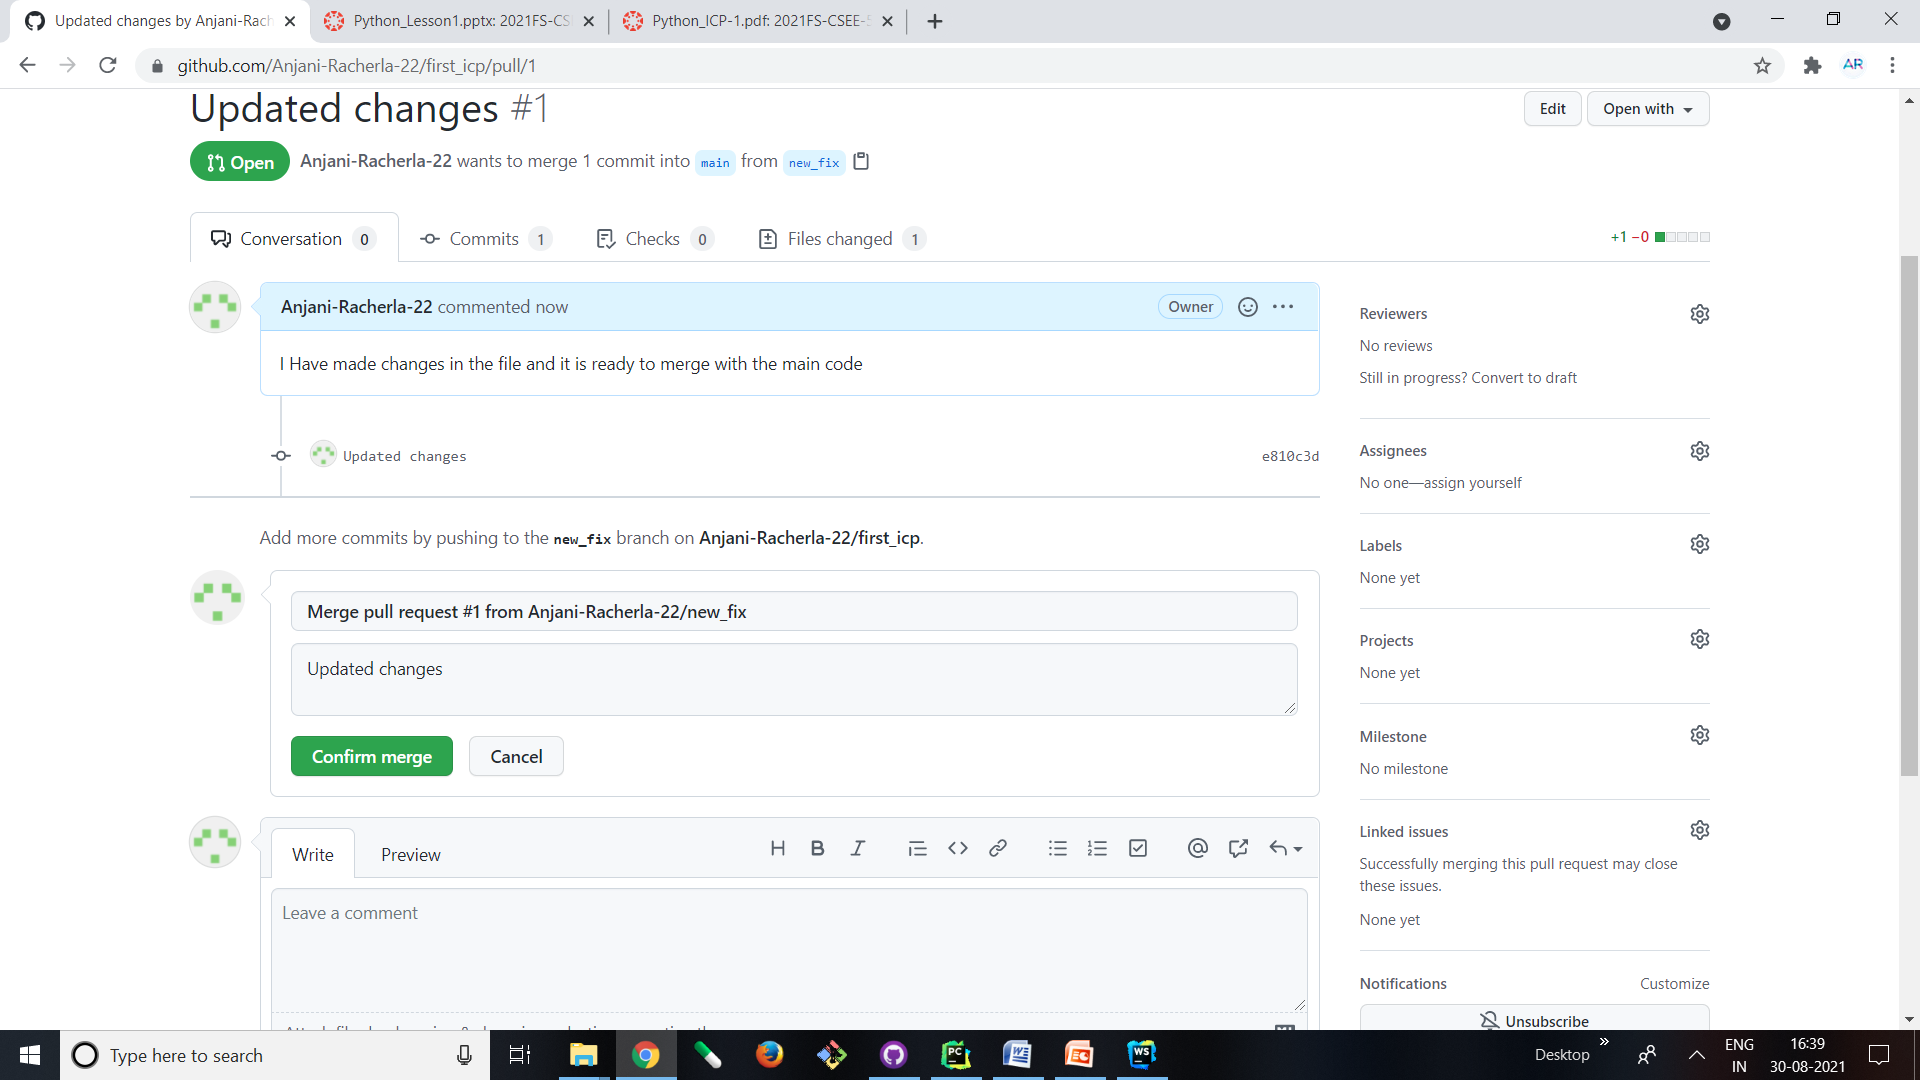 Updated changes by Anjani-Rach
Python_Lesson1.pptx: 2021FS-CS
Python_ICP-1.pdf: 2021FS-CSEE-5
github.com/Anjani-Racherla-22/first_icp/pull/1
AR
Updated changes #1
Edit
Open with
Open
Anjani-Racherla-22 wants to merge 1 commit into main from new_fix
Conversation 0
Commits 1
Checks 0
Files changed 1
+1 −0
Anjani-Racherla-22 commented now
Owner
I Have made changes in the file and it is ready to merge with the main code
Updated changes
e810c3d
Add more commits by pushing to the new_fix branch on Anjani-Racherla-22/first_icp.
Merge pull request #1 from Anjani-Racherla-22/new_fix
Updated changes
Confirm merge
Cancel
Write
Preview
H B I
Leave a comment
Reviewers
No reviews
Still in progress? Convert to draft
Assignees
No one—assign yourself
Labels
None yet
Projects
None yet
Milestone
No milestone
Linked issues
Successfully merging this pull request may close
these issues.
None yet
Notifications
Customize
Unsubscribe
Type here to search
PC
WS
Desktop
ENG
IN
16:39
30-08-2021